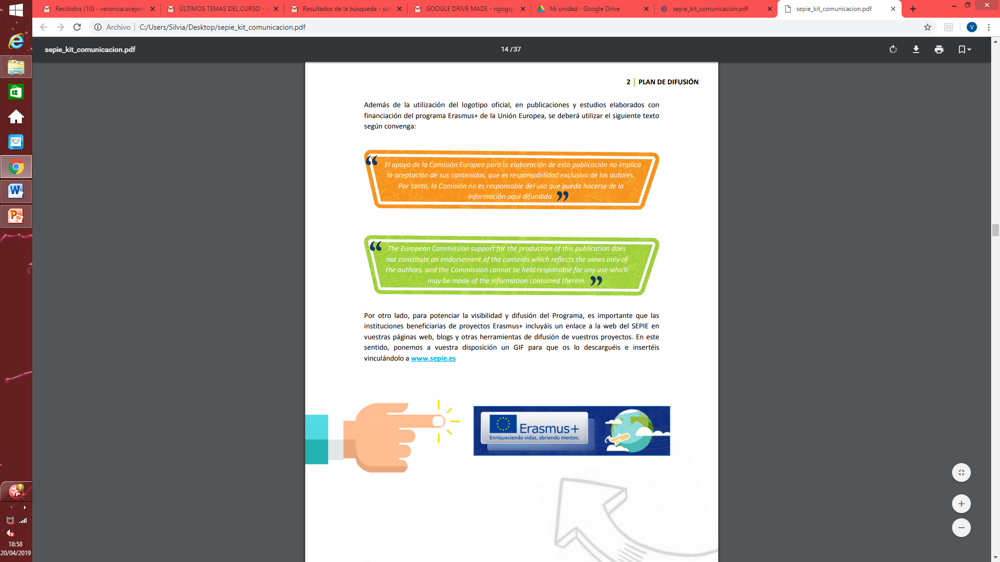 Recibidos (10) - veronica.ocejon
ÚLTIMOS TEMAS DEL CURSO - s
Resultados de la búsqueda - sole
GOOGLE DRIVE MADE - ngogsp
Mi unidad - Google Drive
sepie_kit_comunicacion.pdf
sepie_kit_comunicacion.pdf
Archivo
C:/Users/Silvia/Desktop/sepie_kit_comunicacion.pdf
V
sepie_kit_comunicacion.pdf
14 / 37
2 | PLAN DE DIFUSIÓN
Además de la utilización del logotipo oficial, en publicaciones y estudios elaborados con
financiación del programa Erasmus+ de la Unión Europea, se deberá utilizar el siguiente texto
según convenga:
“ El apoyo de la Comisión Europea para la elaboración de esta publicación no implica
la aceptación de sus contenidos, que es responsabilidad exclusiva de los autores.
Por tanto, la Comisión no es responsable del uso que pueda hacerse de la
información aquí difundida. ”
“ The European Commission support for the production of this publication does
not constitute an endorsement of the contents which reflects the views only of
the authors, and the Commission cannot be held responsible for any use which
may be made of the information contained therein. ”
Por otro lado, para potenciar la visibilidad y difusión del Programa, es importante que las
instituciones beneficiarias de proyectos Erasmus+ incluyáis un enlace a la web del SEPIE en
vuestras páginas web, blogs y otras herramientas de difusión de vuestros proyectos. En este
sentido, ponemos a vuestra disposición un GIF para que os lo descarguéis e insertéis
vinculándolo a www.sepie.es
Erasmus+
Enriqueciendo vidas, abriendo mentes.
18:58
20/04/2019